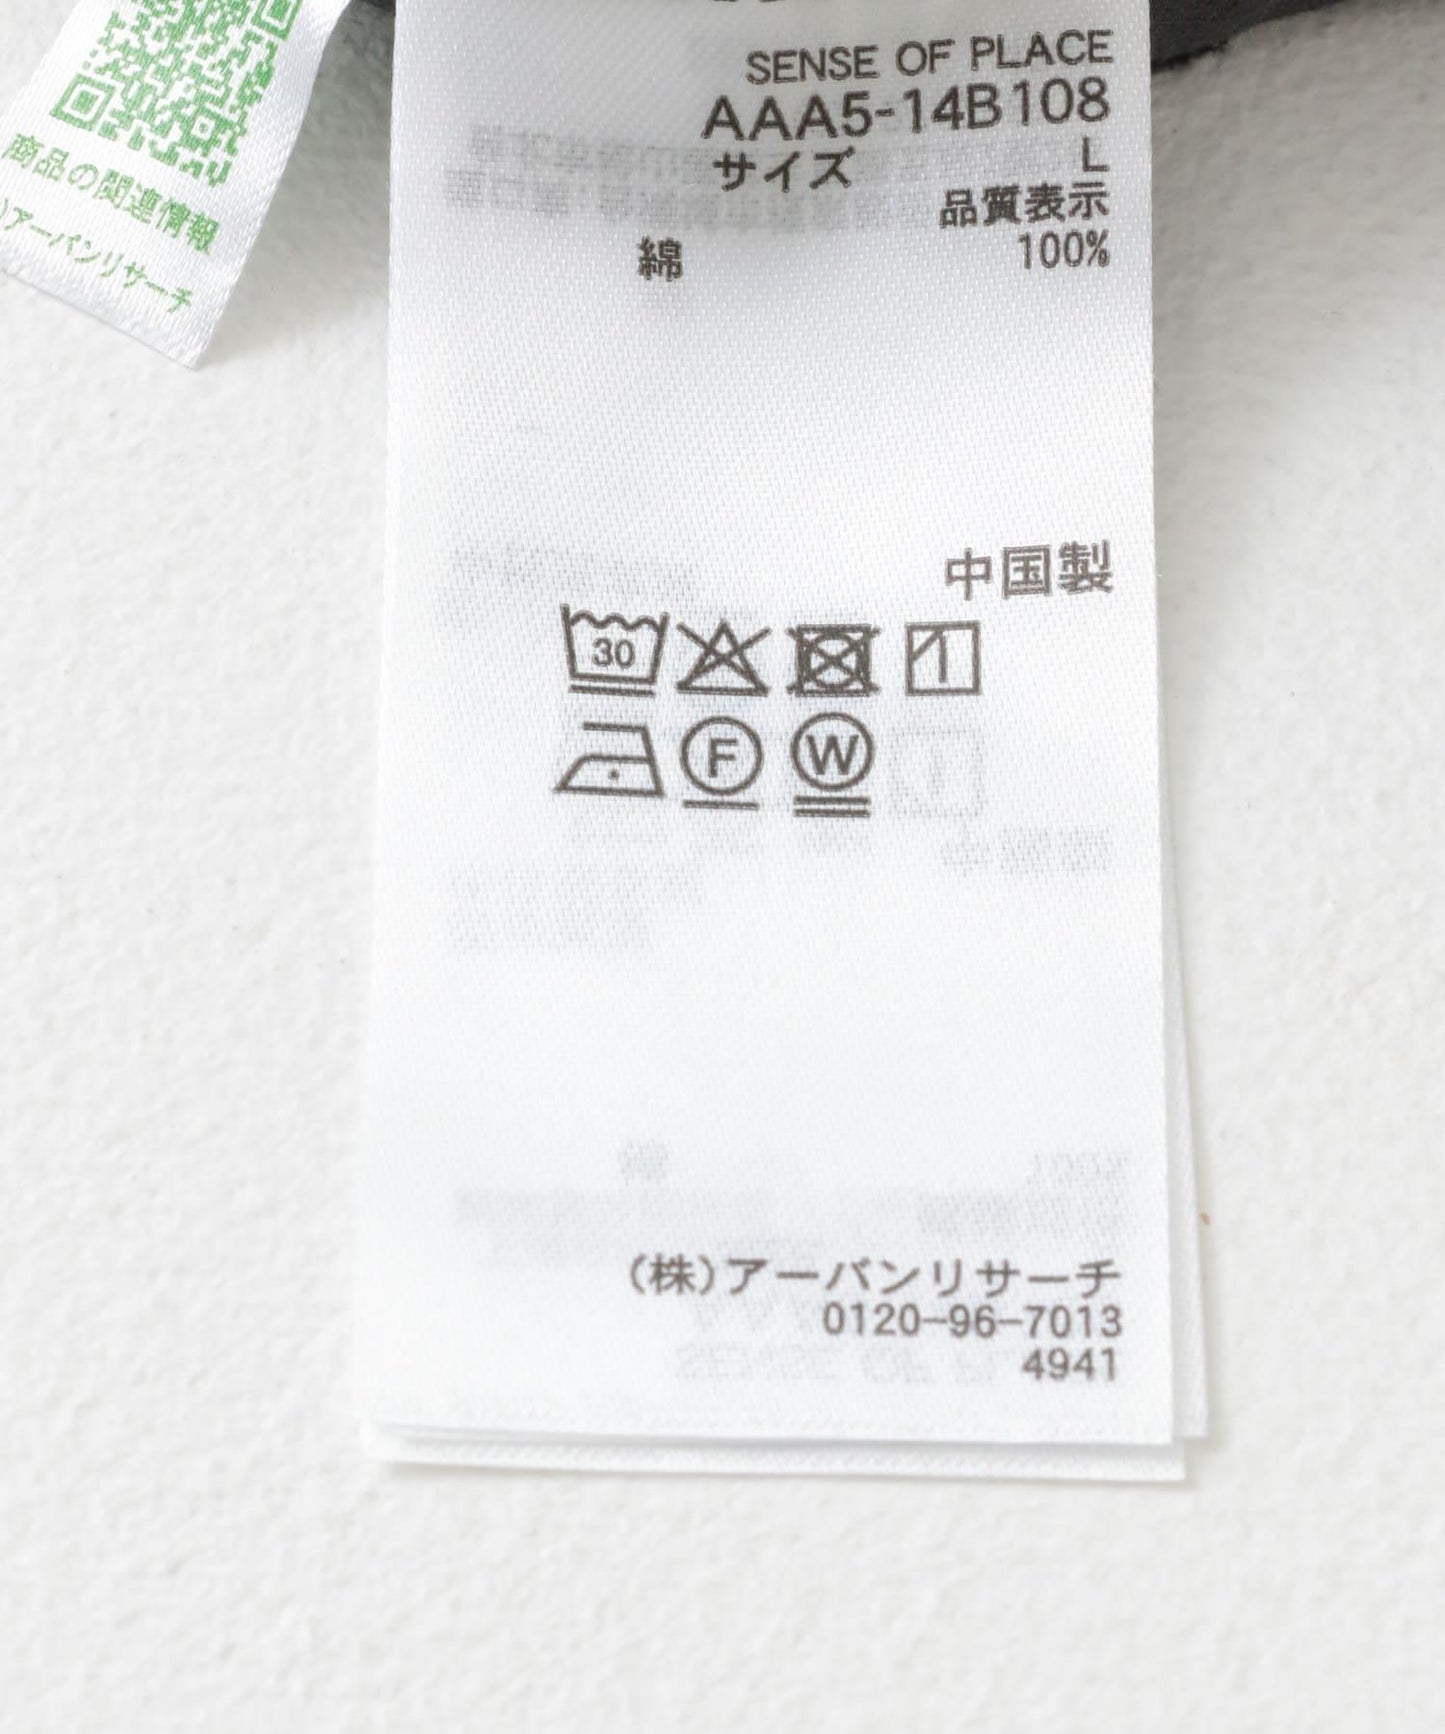 SENSE OF PLACE
AAA5-14B108
サイズ L
品質表示
綿 100%
中国製
30
F W
(株)アーバンリサーチ
0120-96-7013
4941
商品の関連情報
)アーバンリサーチ